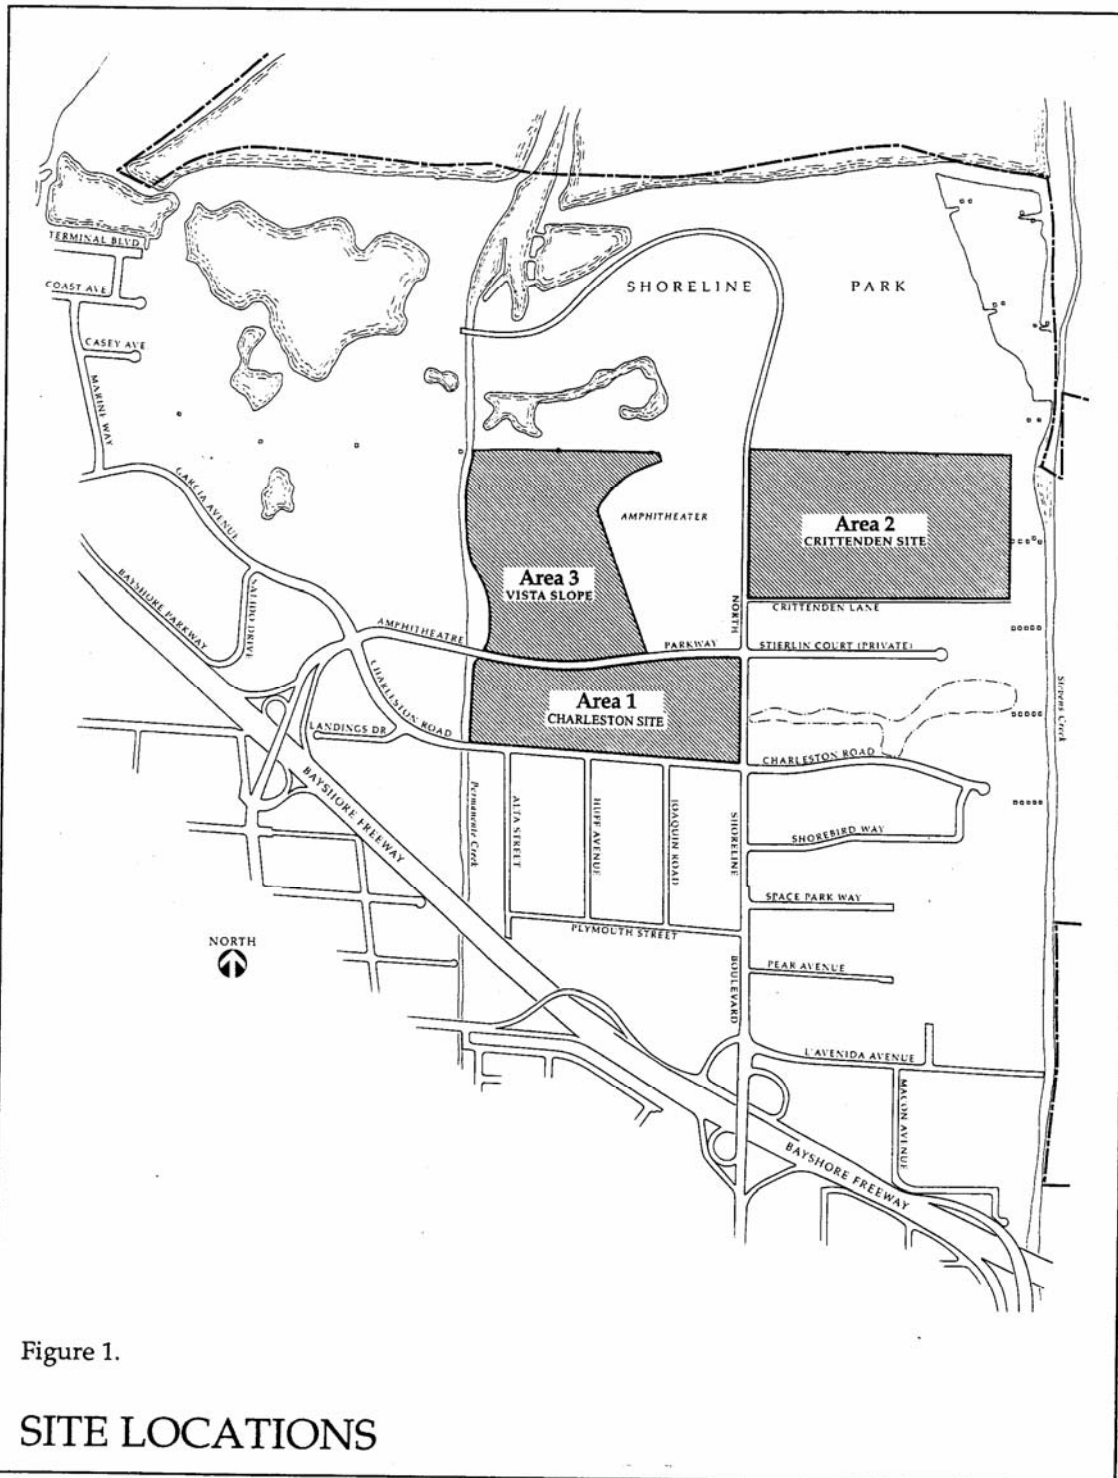 TERMINAL BLVD
SHORELINE PARK
COAST AVE
CASEY AVE.
MARINE WAY
GARCIA AVENUE
AMPHITHEATER
Area 2
CRITTENDEN SITE
BAYSHORE PARKWAY
SALIDO DRIVE
Area 3
VISTA SLOPE
NORTH
CRITTENDEN LANE
AMPHITHEATRE
PARKWAY
STIERLIN COURT (PRIVATE)
CHARLESTON ROAD
Area 1
CHARLESTON SITE
Stevens Creek
LANDINGS DR
CHARLESTON ROAD
BAYSHORE FREEWAY
Permanente Creek
ALTA STREET
HUFF AVENUE
JOAQUIN ROAD
SHORELINE
SHOREBIRD WAY
SPACE PARK WAY
PLYMOUTH STREET
NORTH
BOULEVARD
PEAR AVENUE
L'AVENIDA AVENUE
MACON AVENUE
BAYSHORE FREEWAY
Figure 1.
SITE LOCATIONS